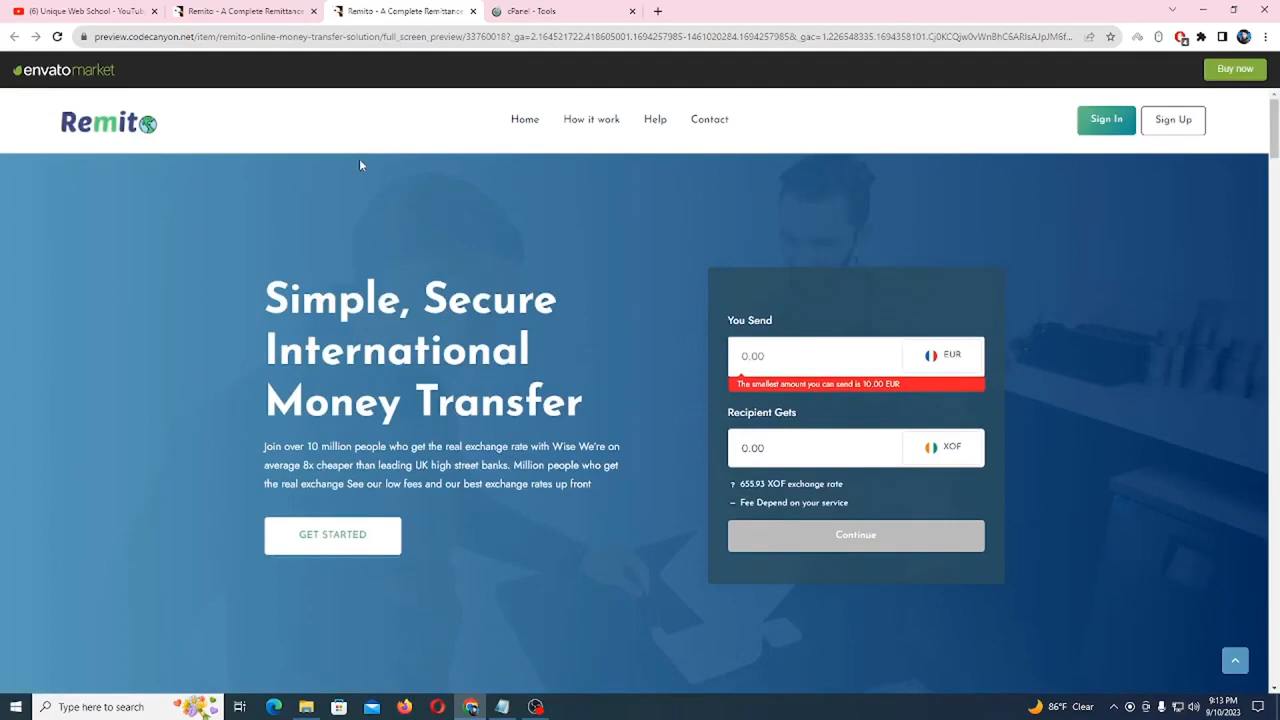 (6) Unique Web School - YouTube
Remito - A Complete Remittance
Remito - A Complete Remittance
cPanel - Tools
preview.codecanyon.net/item/remito-online-money-transfer-solution/full_screen_preview/33760018?_ga=2.164521722.418605001.1694257985-1461020284.1694257985&_gac=1.226548335.1694358101.Cj0KCQjw0vWnBhC6ARIsAJpJM6f...
envatomarket
Buy now
Remito
Home
How it work
Help
Contact
Sign In
Sign Up
Simple, Secure
International
Money Transfer
Join over 10 million people who get the real exchange rate with Wise We're on
average 8x cheaper than leading UK high street banks. Million people who get
the real exchange See our low fees and our best exchange rates up front
GET STARTED
You Send
0.00
EUR
The smallest amount you can send is 10.00 EUR
Recipient Gets
0.00
XOF
? 655.93 XOF exchange rate
– Fee Depend on your service
Continue
Type here to search
86°F Clear
9:13 PM
9/10/2023